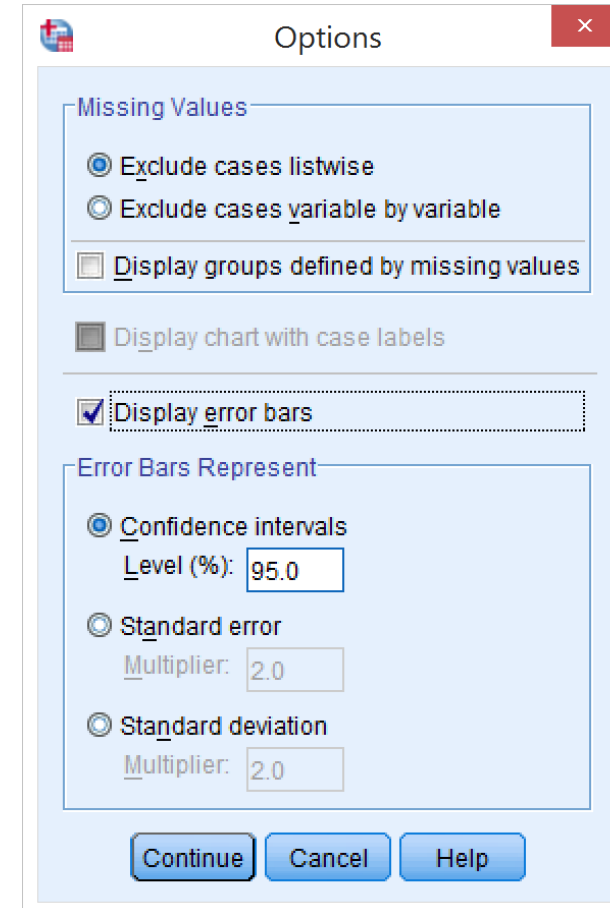 Options
Missing Values
Exclude cases listwise
Exclude cases variable by variable
Display groups defined by missing values
Display chart with case labels
Display error bars
Error Bars Represent
Confidence intervals
Level (%): 95.0
Standard error
Multiplier: 2.0
Standard deviation
Multiplier: 2.0
Continue Cancel Help